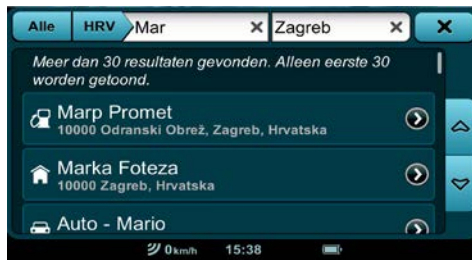 Alle HRV Mar Zagreb
Meer dan 30 resultaten gevonden. Alleen eerste 30
worden getoond.
Marp Promet
10000 Odranski Obrež, Zagreb, Hrvatska
Marka Foteza
10000 Zagreb, Hrvatska
Auto - Mario
0km/h 15:38